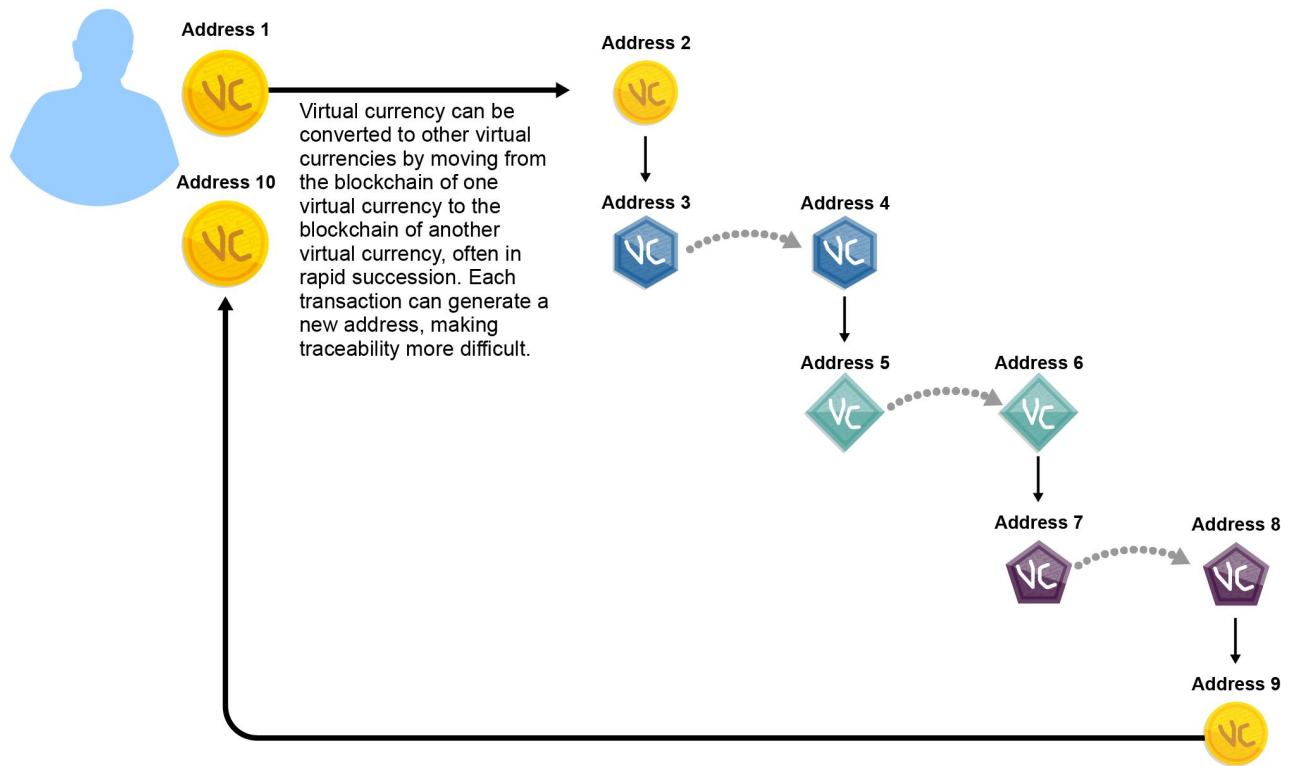 Address 1
VC
Address 2
VC
Virtual currency can be
converted to other virtual
currencies by moving from
the blockchain of one
virtual currency to the
blockchain of another
virtual currency, often in
rapid succession. Each
transaction can generate a
new address, making
traceability more difficult.
Address 10
VC
Address 3
VC
Address 4
VC
Address 5
VC
Address 6
VC
Address 7
VC
Address 8
VC
Address 9
VC